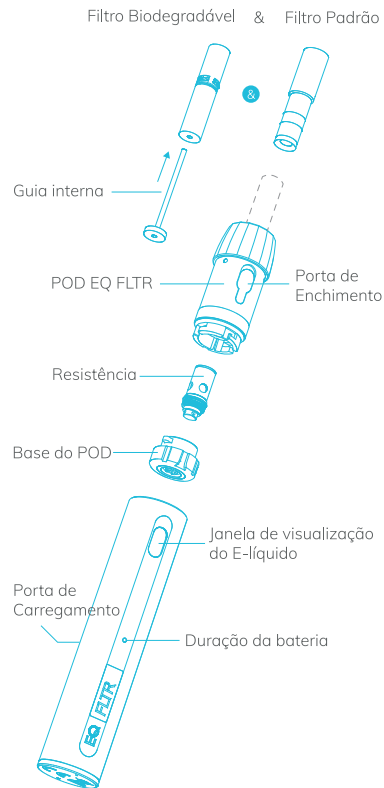 Filtro Biodegradável & Filtro Padrão
&
Guia interna
POD EQ FLTR
Porta de
Enchimento
Resistência
Base do POD
Janela de visualização
do E-líquido
Porta de
Carregamento
Duração da bateria
EQ FLTR